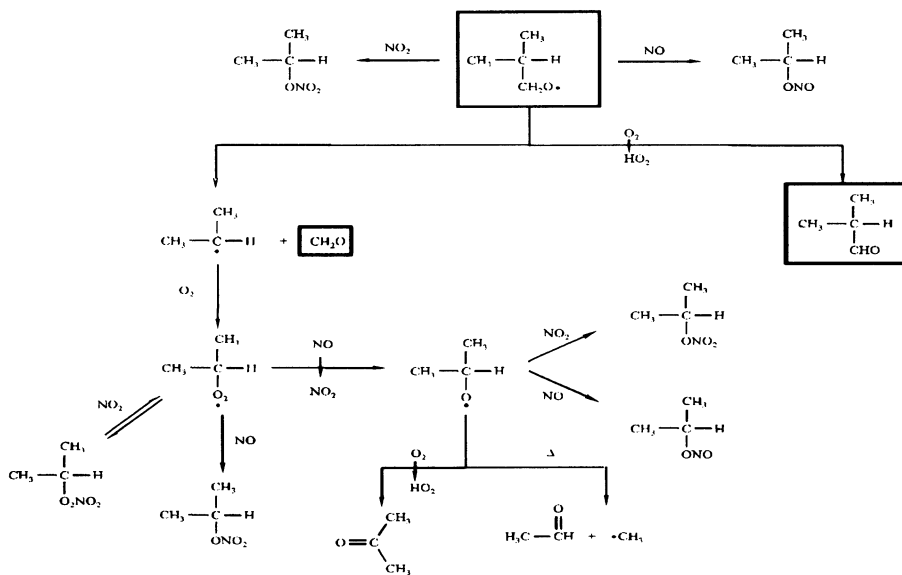 CH₃
CH₃—C—H
ONO₂
NO₂
CH₃
CH₃—C—H
CH₂O•
NO
CH₃
CH₃—C—H
ONO
O₂
HO₂
CH₃
CH₃—C—H
•
+ CH₂O
CH₃
CH₃—C—H
CHO
O₂
CH₃
CH₃—C—H
O₂
•
NO
NO₂
CH₃
CH₃—C—H
O
•
NO₂
CH₃
CH₃—C—H
ONO₂
NO
CH₃
CH₃—C—H
ONO
NO₂
CH₃
CH₃—C—H
O₂NO₂
NO
CH₃
CH₃—C—H
ONO₂
O₂
HO₂
Δ
CH₃
O=C
CH₃
O
H₃C—CH + •CH₃